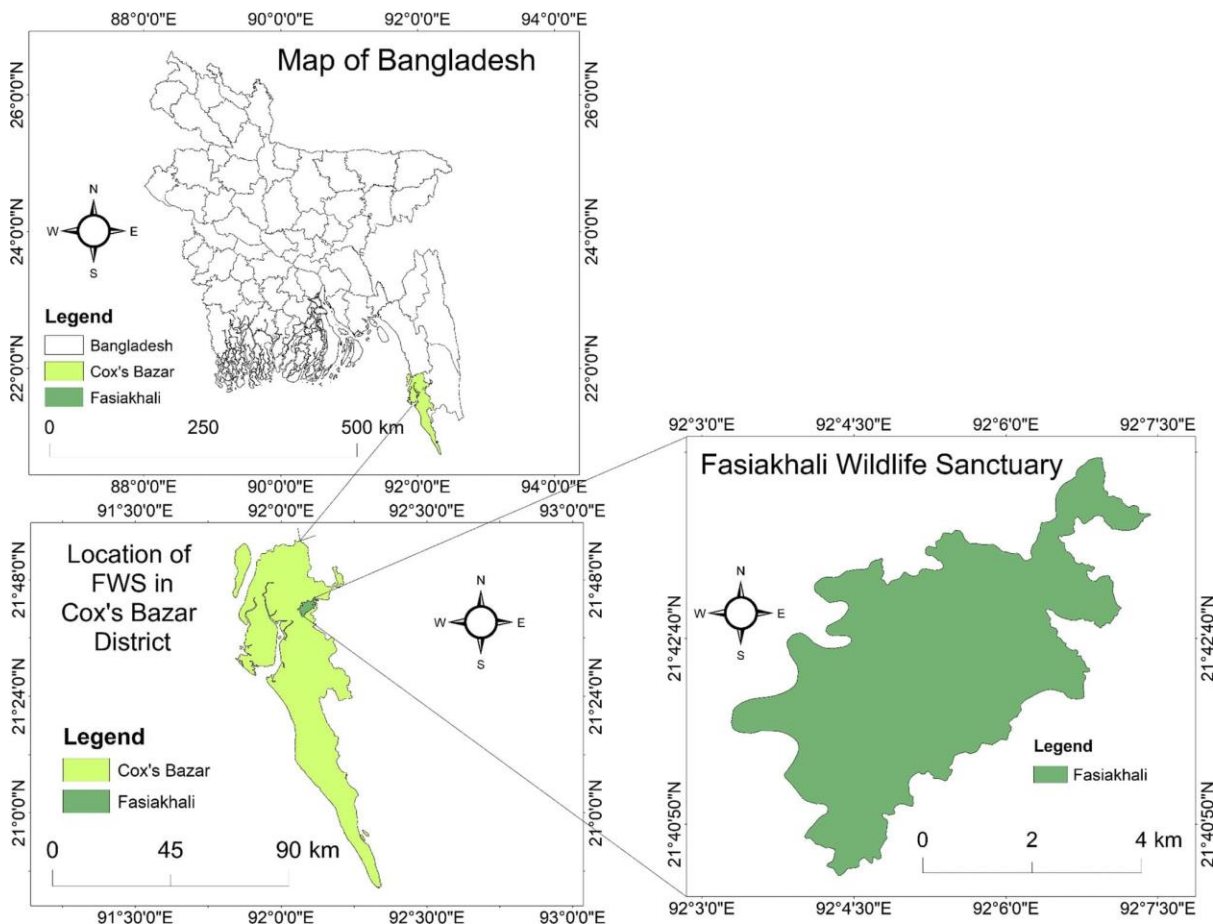 88°0'0"E 90°0'0"E 92°0'0"E 94°0'0"E
Map of Bangladesh
26°0'0"N
24°0'0"N
22°0'0"N
26°0'0"N
24°0'0"N
22°0'0"N
N
W E
S
Legend
Bangladesh
Cox's Bazar
Fasiakhali
0 250 500 km
88°0'0"E 90°0'0"E 92°0'0"E 94°0'0"E
91°30'0"E 92°0'0"E 92°30'0"E 93°0'0"E
Location of
FWS in
Cox's Bazar
District
21°48'0"N
21°24'0"N
21°0'0"N
21°48'0"N
21°24'0"N
21°0'0"N
N
W E
S
Legend
Cox's Bazar
Fasiakhali
0 45 90 km
91°30'0"E 92°0'0"E 92°30'0"E 93°0'0"E
92°3'0"E 92°4'30"E 92°6'0"E 92°7'30"E
Fasiakhali Wildlife Sanctuary
21°42'40"N
21°40'50"N
21°42'40"N
21°40'50"N
N
W E
S
Legend
Fasiakhali
0 2 4 km
92°3'0"E 92°4'30"E 92°6'0"E 92°7'30"E